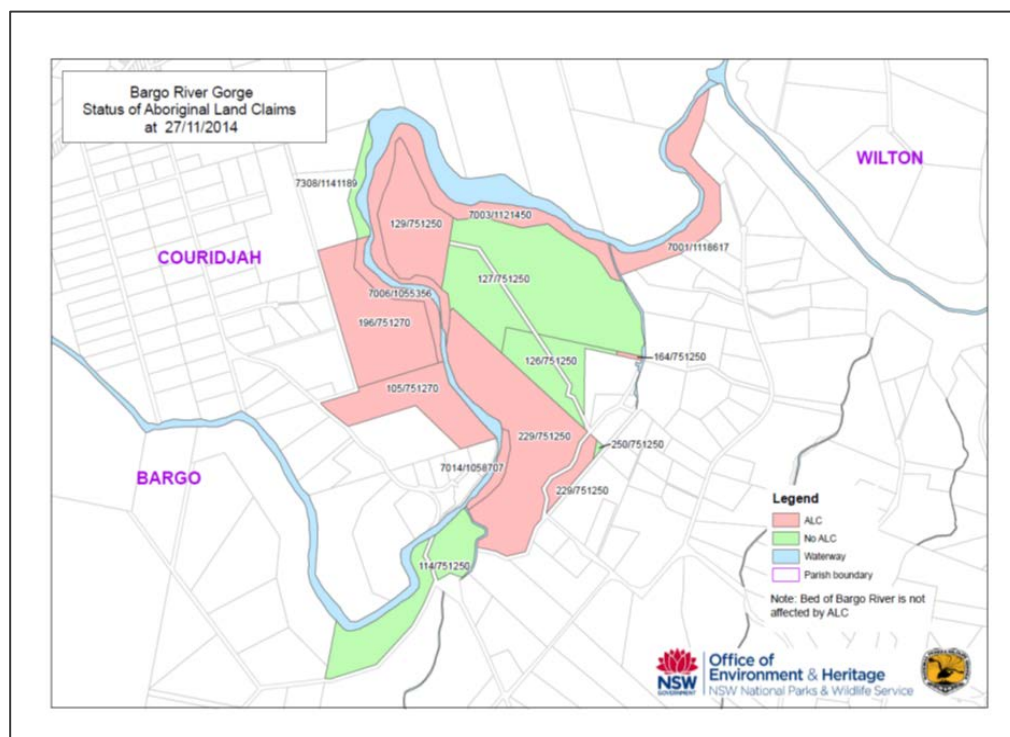 Bargo River Gorge
Status of Aboriginal Land Claims
at 27/11/2014
WILTON
7308/1141189
7003/1121450
129/751250
7001/1118617
COURIDJAH
127/751250
7006/1055356
196/751270
126/751250
164/751250
105/751270
229/751250
250/751250
7014/1058707
BARGO
229/751250
114/751250
Legend
ALC
No ALC
Waterway
Parish boundary
Note: Bed of Bargo River is not
affected by ALC
NSW
GOVERNMENT
Office of
Environment & Heritage
NSW National Parks & Wildlife Service